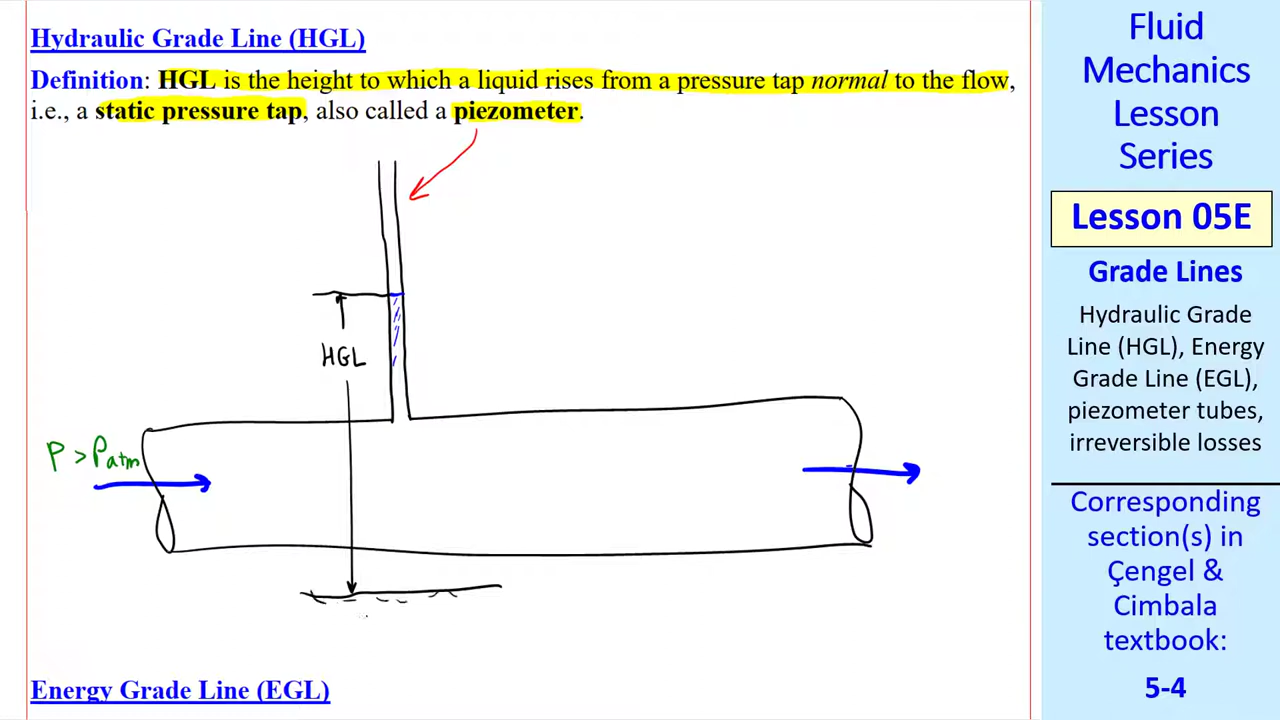 Hydraulic Grade Line (HGL)
Definition: HGL is the height to which a liquid rises from a pressure tap normal to the flow,
i.e., a static pressure tap, also called a piezometer.
HGL
P > Patm
Energy Grade Line (EGL)
Fluid
Mechanics
Lesson
Series
Lesson 05E
Grade Lines
Hydraulic Grade
Line (HGL), Energy
Grade Line (EGL),
piezometer tubes,
irreversible losses
Corresponding
section(s) in
Çengel &
Cimbala
textbook:
5-4